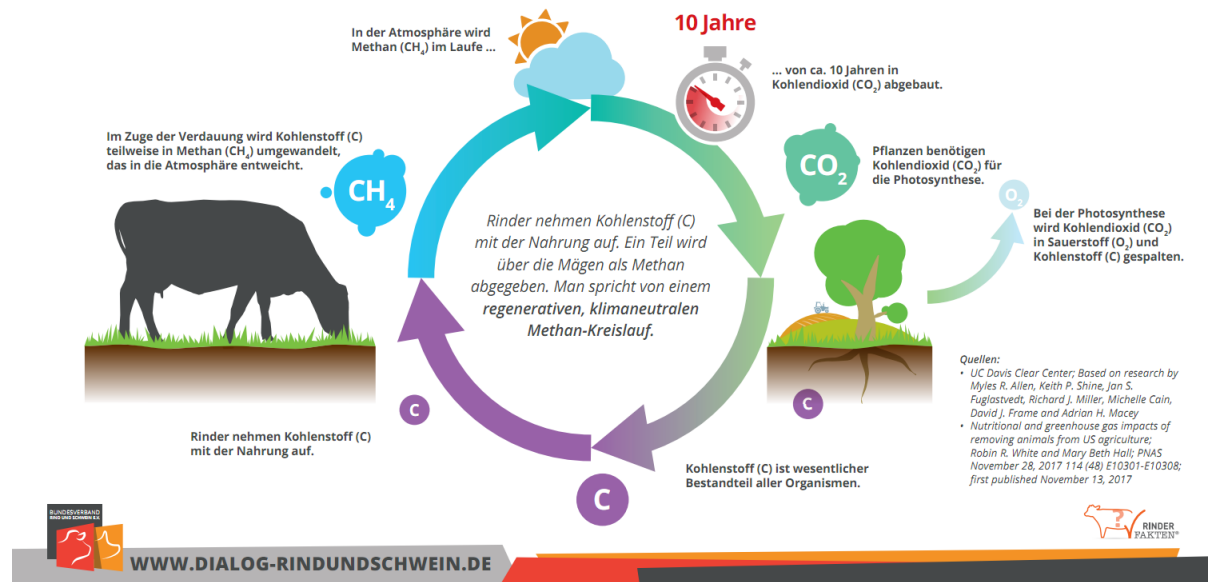 In der Atmosphäre wird
Methan (CH₄) im Laufe ...
10 Jahre
... von ca. 10 Jahren in
Kohlendioxid (CO₂) abgebaut.
Im Zuge der Verdauung wird Kohlenstoff (C)
teilweise in Methan (CH₄) umgewandelt,
das in die Atmosphäre entweicht.
CH₄
CO₂
Pflanzen benötigen
Kohlendioxid (CO₂) für
die Photosynthese.
O₂
Bei der Photosynthese
wird Kohlendioxid (CO₂)
in Sauerstoff (O₂) und
Kohlenstoff (C) gespalten.
Rinder nehmen Kohlenstoff (C)
mit der Nahrung auf. Ein Teil wird
über die Mägen als Methan
abgegeben. Man spricht von einem
regenerativen, klimaneutralen
Methan-Kreislauf.
C
C
Rinder nehmen Kohlenstoff (C)
mit der Nahrung auf.
C
Kohlenstoff (C) ist wesentlicher
Bestandteil aller Organismen.
Quellen:
• UC Davis Clear Center; Based on research by
Myles R. Allen, Keith P. Shine, Jan S.
Fuglastvedt, Richard J. Miller, Michelle Cain,
David J. Frame and Adrian H. Macey
• Nutritional and greenhouse gas impacts of
removing animals from US agriculture;
Robin R. White and Mary Beth Hall; PNAS
November 28, 2017 114 (48) E10301-E10308;
first published November 13, 2017
BUNDESVERBAND
RIND UND SCHWEIN E.V.
WWW.DIALOG-RINDUNDSCHWEIN.DE
?
RINDER
FAKTEN®